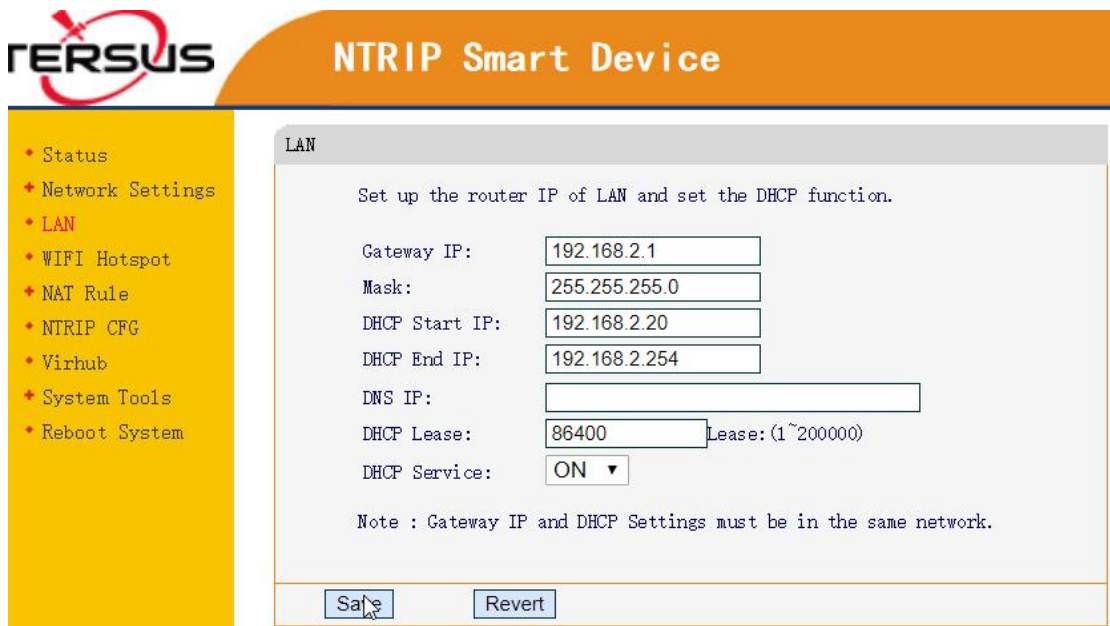 TERSUS
NTRIP Smart Device
Status
Network Settings
LAN
WIFI Hotspot
NAT Rule
NTRIP CFG
Virhub
System Tools
Reboot System
LAN
Set up the router IP of LAN and set the DHCP function.
Gateway IP: 192.168.2.1
Mask: 255.255.255.0
DHCP Start IP: 192.168.2.20
DHCP End IP: 192.168.2.254
DNS IP:
DHCP Lease: 86400 Lease:(1~200000)
DHCP Service: ON ▼
Note : Gateway IP and DHCP Settings must be in the same network.
Save Revert